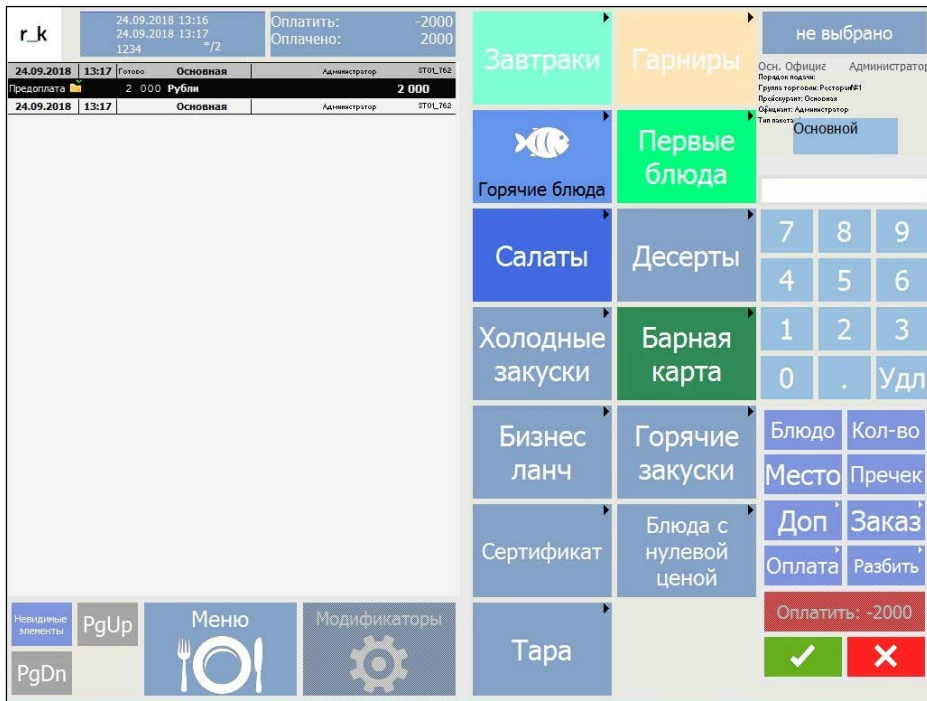 r_k
24.09.2018 13:16
24.09.2018 13:17
1234 */2
Оплатить: -2000
Оплачено: 2000
24.09.2018 13:17 Готово Основная Администратор ST01_762
Предоплата 2 000 Рубли 2 000
24.09.2018 13:17 Основная Администратор ST01_762
Невидимые
элементы
PgUp
PgDn
Меню
Модификаторы
Завтраки
Гарниры
Горячие блюда
Первые
блюда
Салаты
Десерты
Холодные
закуски
Барная
карта
Бизнес
ланч
Горячие
закуски
Сертификат
Блюда с
нулевой
ценой
Тара
не выбрано
Осн. Офици Администратор
Порядок подачи:
Группа торговли: Ресторан#1
Прейскурант: Основная
Официант: Администратор
Тип пакета
Основной
7 8 9
4 5 6
1 2 3
0 . Удл
Блюдо Кол-во
Место Пречек
Доп Заказ
Оплата Разбить
Оплатить: -2000